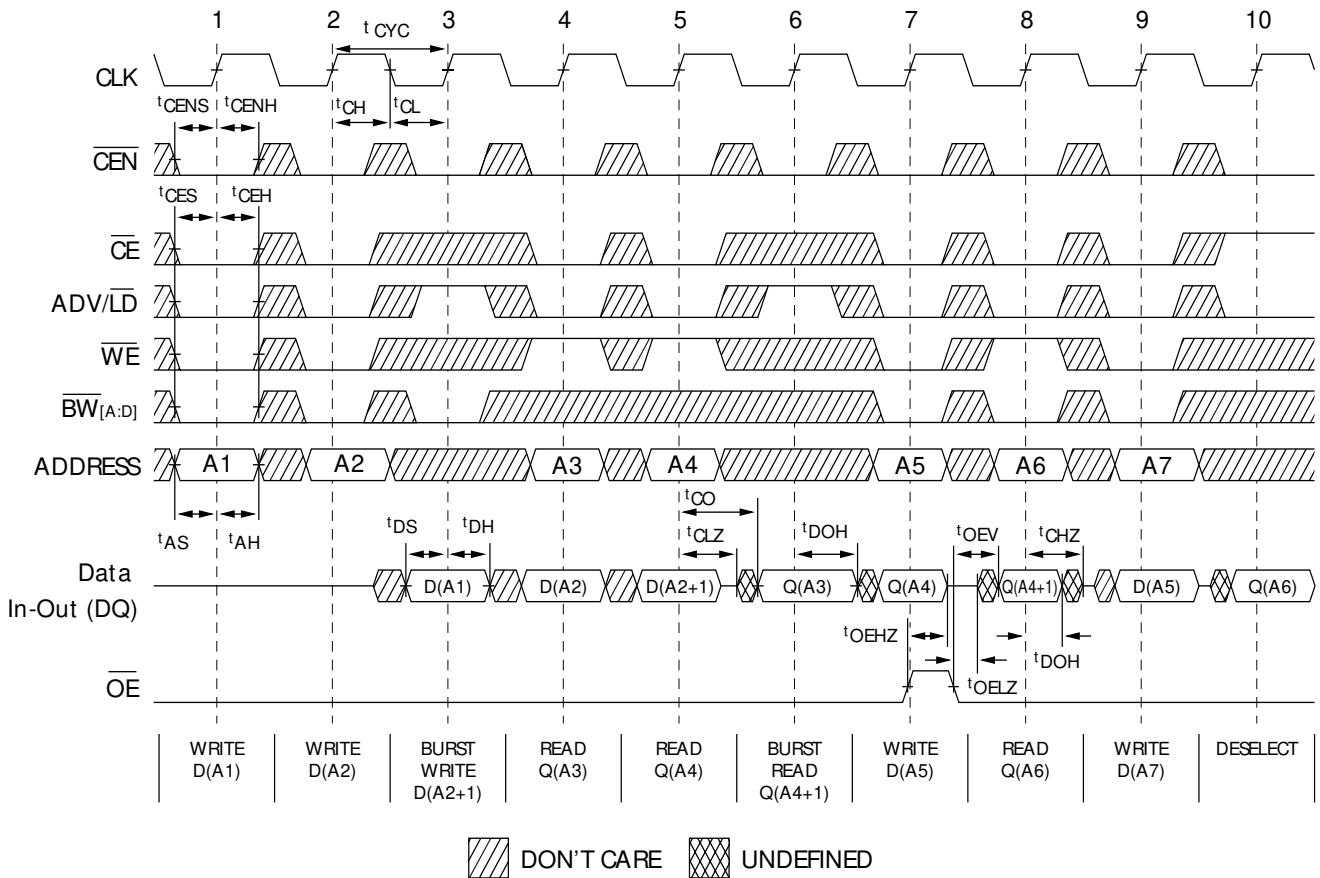 1 2 3 4 5 6 7 8 9 10
tCYC
CLK
tCENS tCENH tCH tCL
CEN
tCES tCEH
CE
ADV/LD
WE
BW[A:D]
ADDRESS A1 A2 A3 A4 A5 A6 A7
tCO
tAS tAH tDS tDH tCLZ tDOH tOEV tCHZ
Data
In-Out (DQ)
D(A1) D(A2) D(A2+1) Q(A3) Q(A4) Q(A4+1) D(A5) Q(A6)
tOEHZ tDOH
tOELZ
OE
WRITE
D(A1)
WRITE
D(A2)
BURST
WRITE
D(A2+1)
READ
Q(A3)
READ
Q(A4)
BURST
READ
Q(A4+1)
WRITE
D(A5)
READ
Q(A6)
WRITE
D(A7)
DESELECT
DON'T CARE UNDEFINED